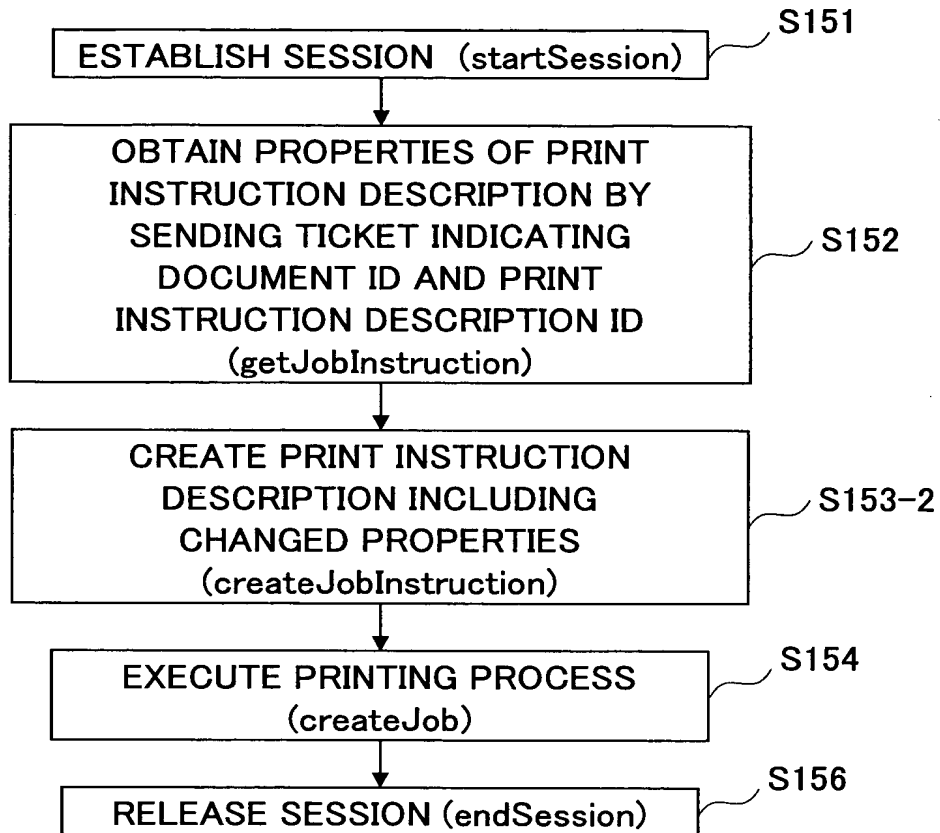 S151
ESTABLISH SESSION (startSession)
OBTAIN PROPERTIES OF PRINT
INSTRUCTION DESCRIPTION BY
SENDING TICKET INDICATING
DOCUMENT ID AND PRINT
INSTRUCTION DESCRIPTION ID
(getJobInstruction)
S152
CREATE PRINT INSTRUCTION
DESCRIPTION INCLUDING
CHANGED PROPERTIES
(createJobInstruction)
S153-2
EXECUTE PRINTING PROCESS
(createJob)
S154
RELEASE SESSION (endSession)
S156